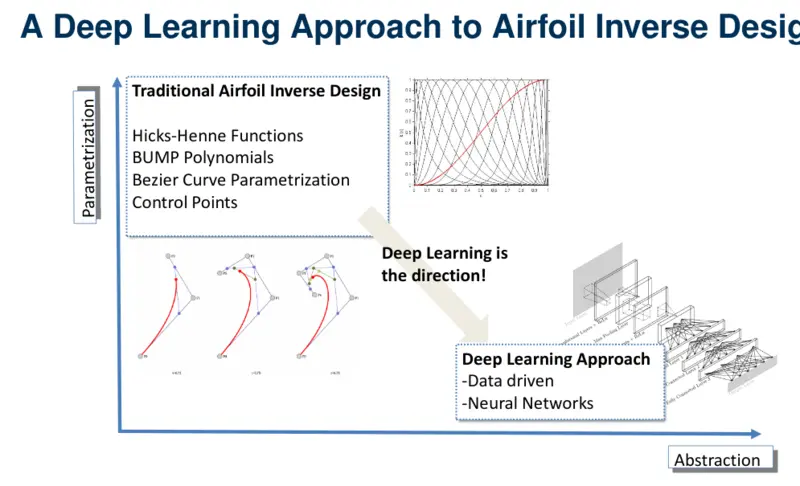 A Deep Learning Approach to Airfoil Inverse Desig
Parametrization
Traditional Airfoil Inverse Design
Hicks-Henne Functions
BUMP Polynomials
Bezier Curve Parametrization
Control Points
Deep Learning is
the direction!
Deep Learning Approach
-Data driven
-Neural Networks
Abstraction